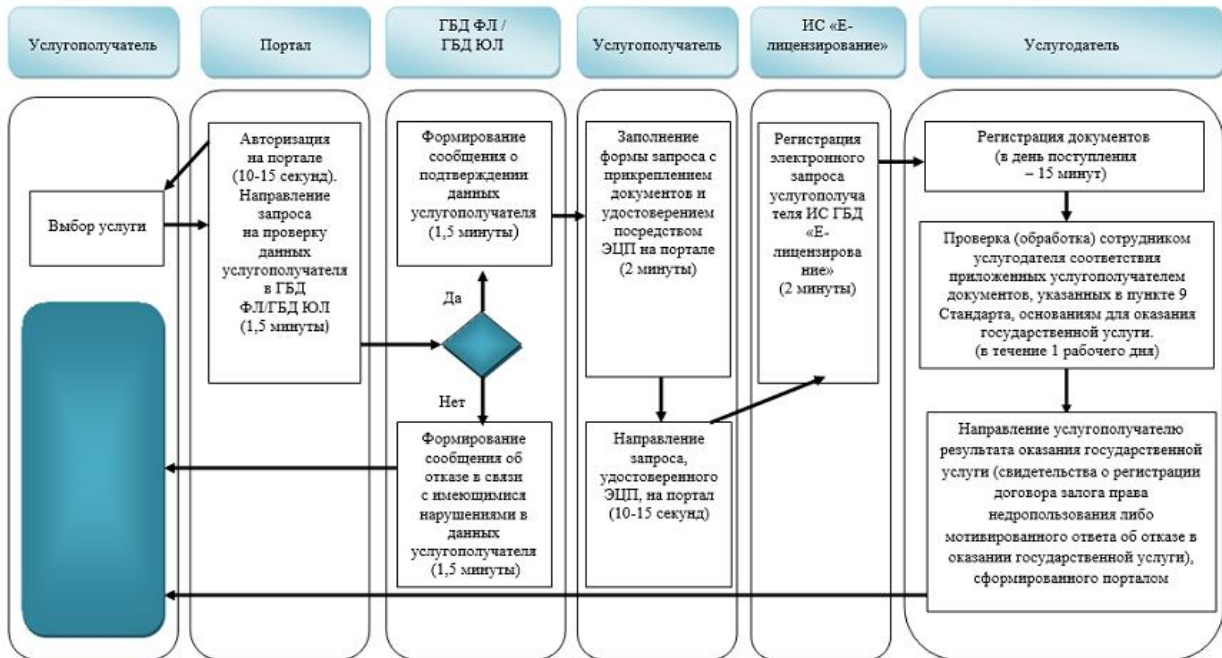 Услугополучатель
Портал
ГБД ФЛ /
ГБД ЮЛ
Услугополучатель
ИС «Е-
лицензирование»
Услугодатель
Выбор услуги
Авторизация
на портале
(10-15 секунд).
Направление
запроса
на проверку
данных
услугополучателя
в ГБД
ФЛ/ГБД ЮЛ
(1,5 минуты)
Формирование
сообщения о
подтверждении
данных
услугополучателя
(1,5 минуты)
Да
Нет
Формирование
сообщения об
отказе в связи
с имеющимися
нарушениями в
данных
услугополучателя
(1,5 минуты)
Заполнение
формы запроса с
прикреплением
документов и
удостоверением
посредством
ЭЦП на портале
(2 минуты)
Направление
запроса,
удостоверенного
ЭЦП, на портал
(10-15 секунд)
Регистрация
электронного
запроса
услугополуча
теля ИС ГБД
«Е-
лицензирова
ние»
(2 минуты)
Регистрация документов
(в день поступления
– 15 минут)
Проверка (обработка) сотрудником
услугодателя соответствия
приложенных услугополучателем
документов, указанных в пункте 9
Стандарта, основаниям для оказания
государственной услуги.
(в течение 1 рабочего дня)
Направление услугополучателю
результата оказания государственной
услуги (свидетельства о регистрации
договора залога права
недропользования либо
мотивированного ответа об отказе в
оказании государственной услуги),
сформированного порталом